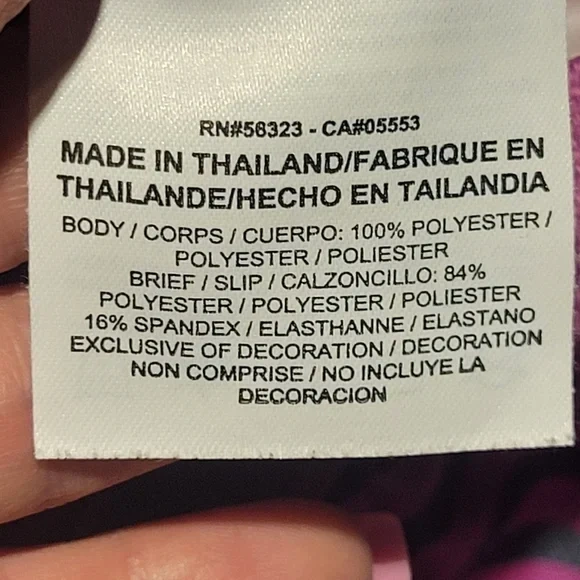 RN#56323 - CA#05553
MADE IN THAILAND/FABRIQUE EN
THAILANDE/HECHO EN TAILANDIA
BODY / CORPS / CUERPO: 100% POLYESTER /
POLYESTER / POLIESTER
BRIEF / SLIP / CALZONCILLO: 84%
POLYESTER / POLYESTER / POLIESTER
16% SPANDEX / ELASTHANNE / ELASTANO
EXCLUSIVE OF DECORATION / DECORATION
NON COMPRISE / NO INCLUYE LA
DECORACION